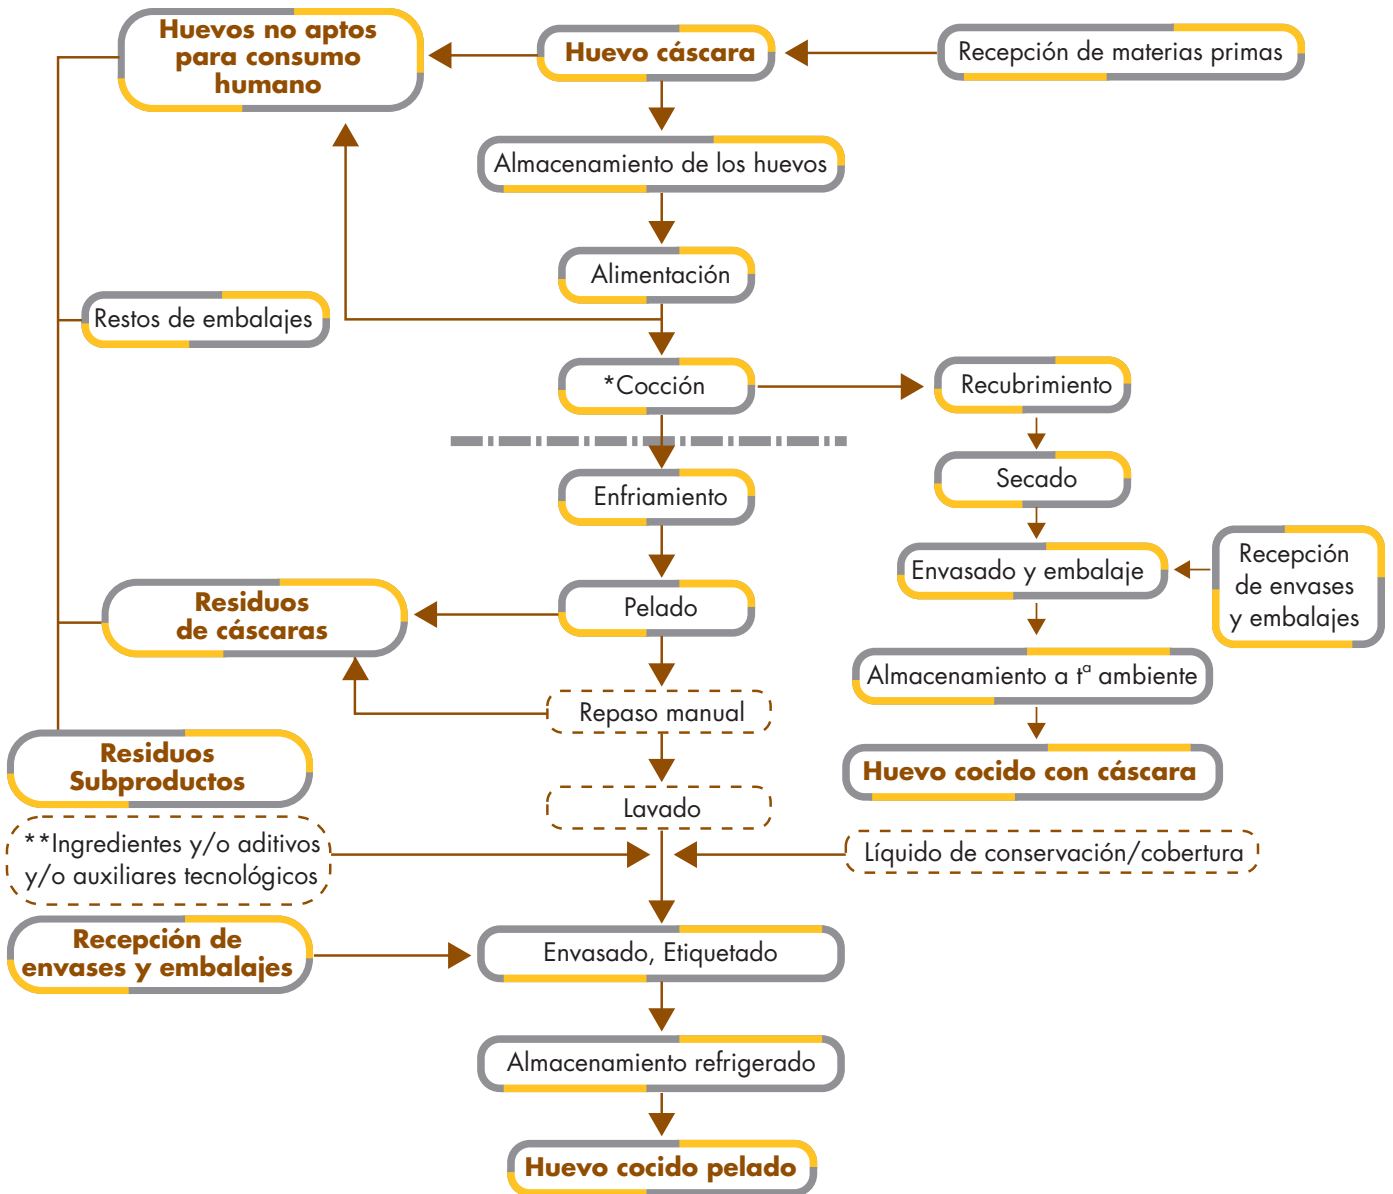 Huevos no aptos
para consumo
humano
Huevo cáscara
Recepción de materias primas
Almacenamiento de los huevos
Alimentación
Restos de embalajes
*Cocción
Recubrimiento
Secado
Enfriamiento
Envasado y embalaje
Recepción
de envases
y embalajes
Residuos
de cáscaras
Pelado
Almacenamiento a tª ambiente
Repaso manual
Residuos
Subproductos
Huevo cocido con cáscara
Lavado
**Ingredientes y/o aditivos
y/o auxiliares tecnológicos
Líquido de conservación/cobertura
Recepción de
envases y embalajes
Envasado, Etiquetado
Almacenamiento refrigerado
Huevo cocido pelado